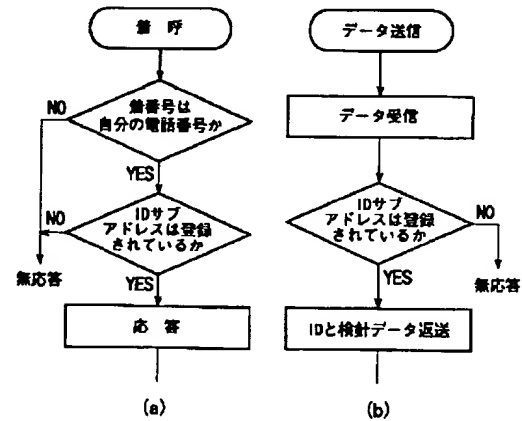 着 呼
着番号は
自分の電話番号か
NO
YES
IDサブ
アドレスは登録
されているか
NO
無応答
YES
応 答
(a)
データ送信
データ受信
IDサブ
アドレスは登録
されているか
NO
YES
無応答
IDと検針データ返送
(b)